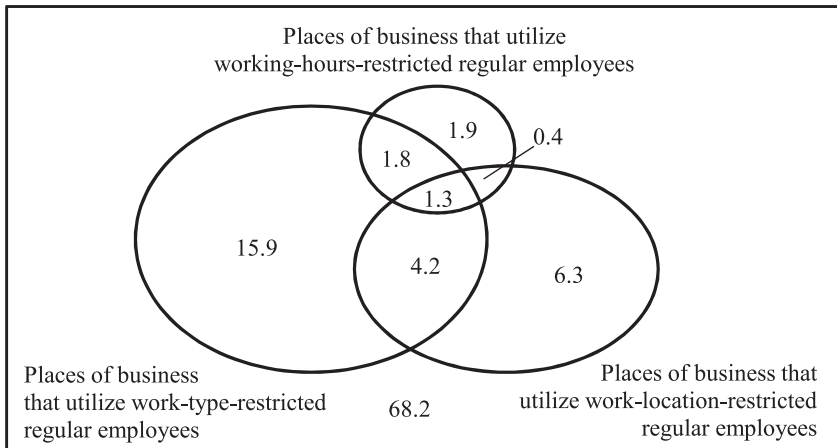 Places of business that utilize
working-hours-restricted regular employees
1.9
0.4
1.8
1.3
15.9
4.2
6.3
Places of business
that utilize work-type-restricted
regular employees
68.2
Places of business that
utilize work-location-restricted
regular employees